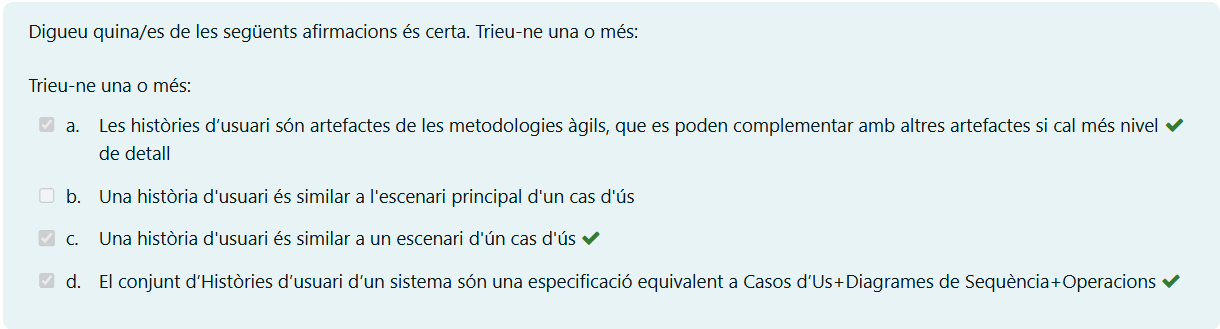 Digueu quina/es de les següents afirmacions és certa. Trieu-ne una o més:
Trieu-ne una o més:
a. Les històries d’usuari són artefactes de les metodologies àgils, que es poden complementar amb altres artefactes si cal més nivell
de detall
b. Una història d'usuari és similar a l'escenari principal d'un cas d'ús
c. Una història d'usuari és similar a un escenari d'ún cas d'ús
d. El conjunt d’Històries d’usuari d’un sistema són una especificació equivalent a Casos d’Us+Diagrames de Sequència+Operacions